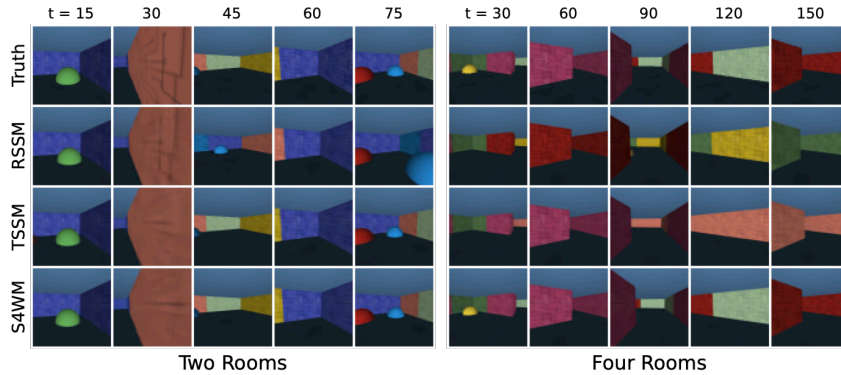 t = 15 30 45 60 75 t = 30 60 90 120 150
Truth
RSSM
TSSM
S4WM
Two Rooms Four Rooms